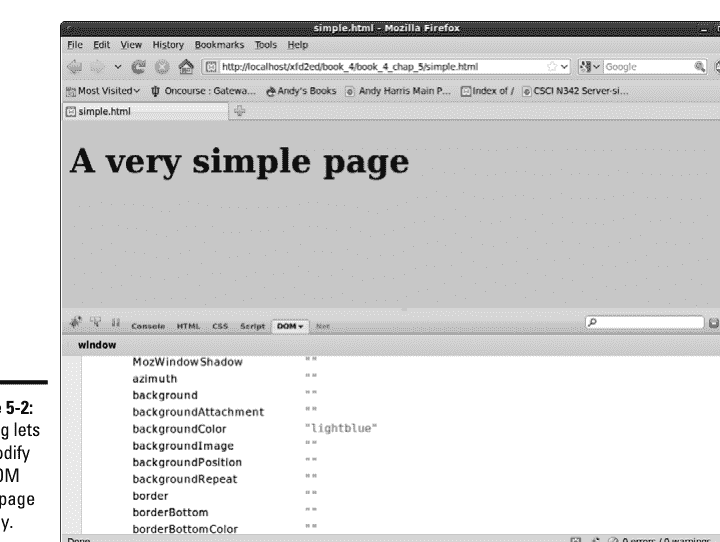 simple.html - Mozilla Firefox
File Edit View History Bookmarks Tools Help
http://localhost/xfd2ed/book_4/book_4_chap_5/simple.html Google
Most Visited Oncourse : Gatewa... Andy's Books Andy Harris Main P... Index of / CSCI N342 Server-si...
simple.html
A very simple page
Console HTML CSS Script DOM Net
window
MozWindowShadow ""
azimuth ""
background ""
backgroundAttachment ""
backgroundColor "lightblue"
backgroundImage ""
backgroundPosition ""
backgroundRepeat ""
border ""
borderBottom ""
borderBottomColor ""
Done 0 errors / 0 warnings
5-2:
lets
page